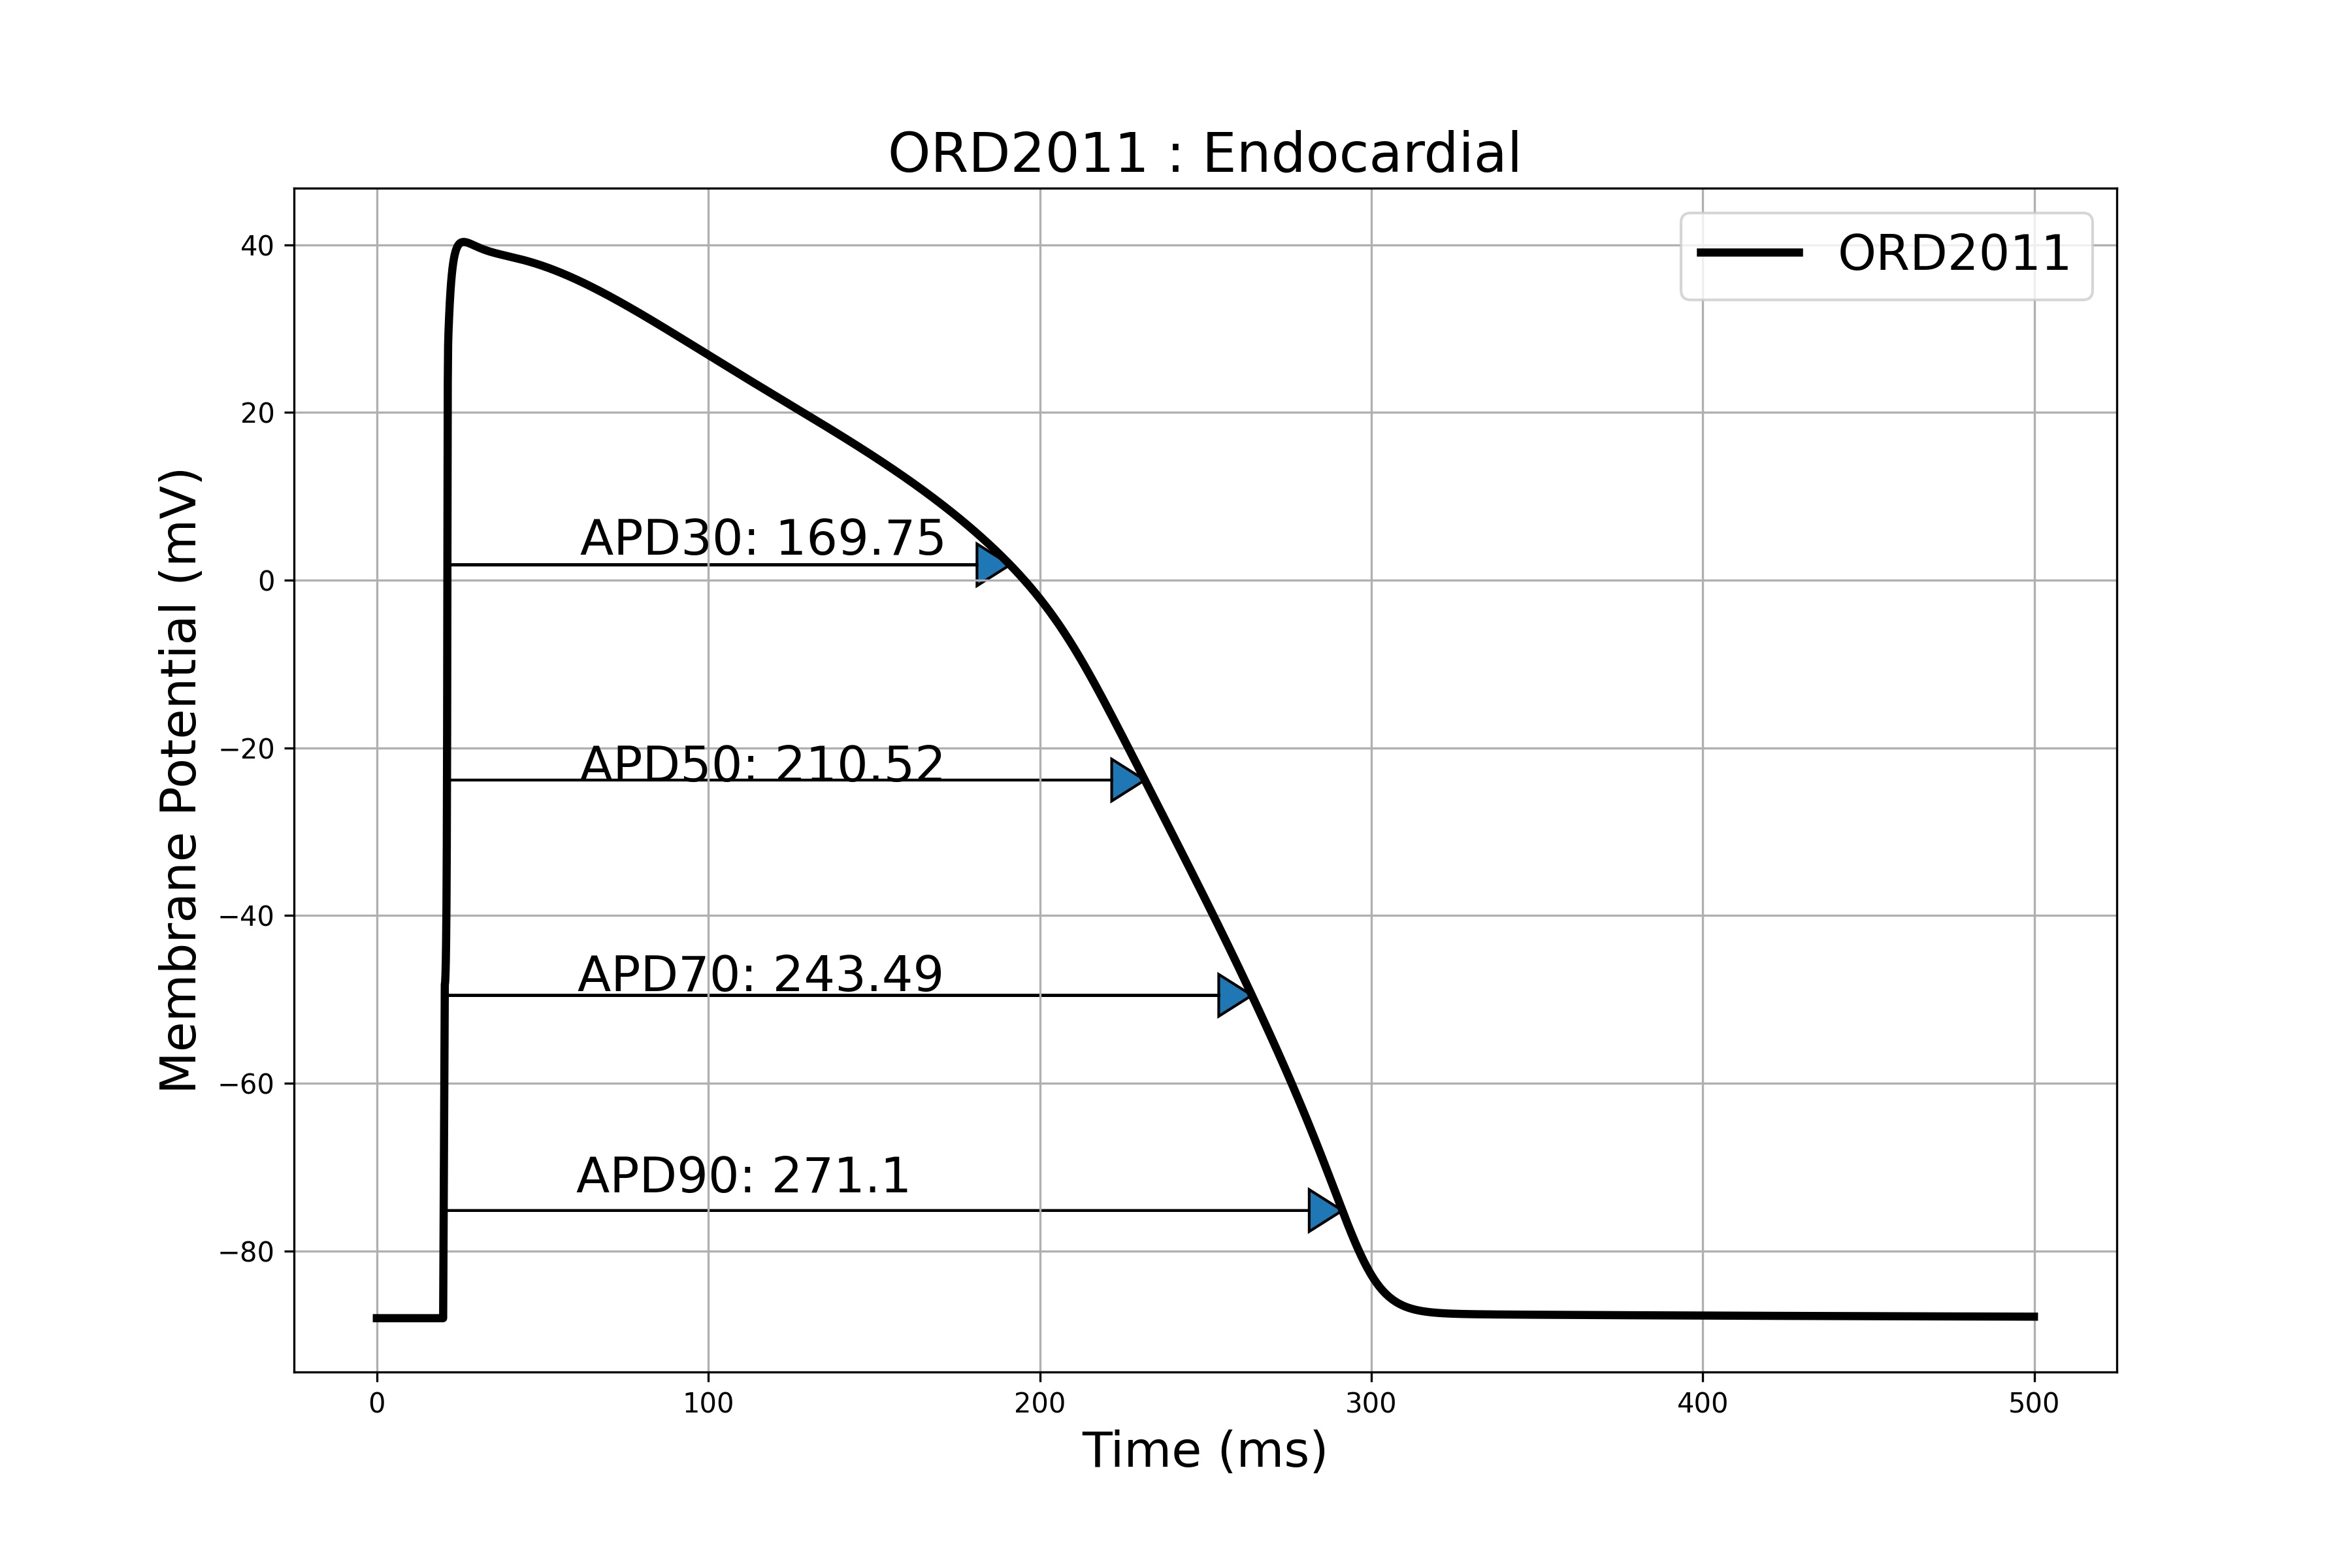 ORD2011 : Endocardial
ORD2011
Membrane Potential (mV)
40
20
0
−20
−40
−60
−80
APD30: 169.75
APD50: 210.52
APD70: 243.49
APD90: 271.1
0 100 200 300 400 500
Time (ms)